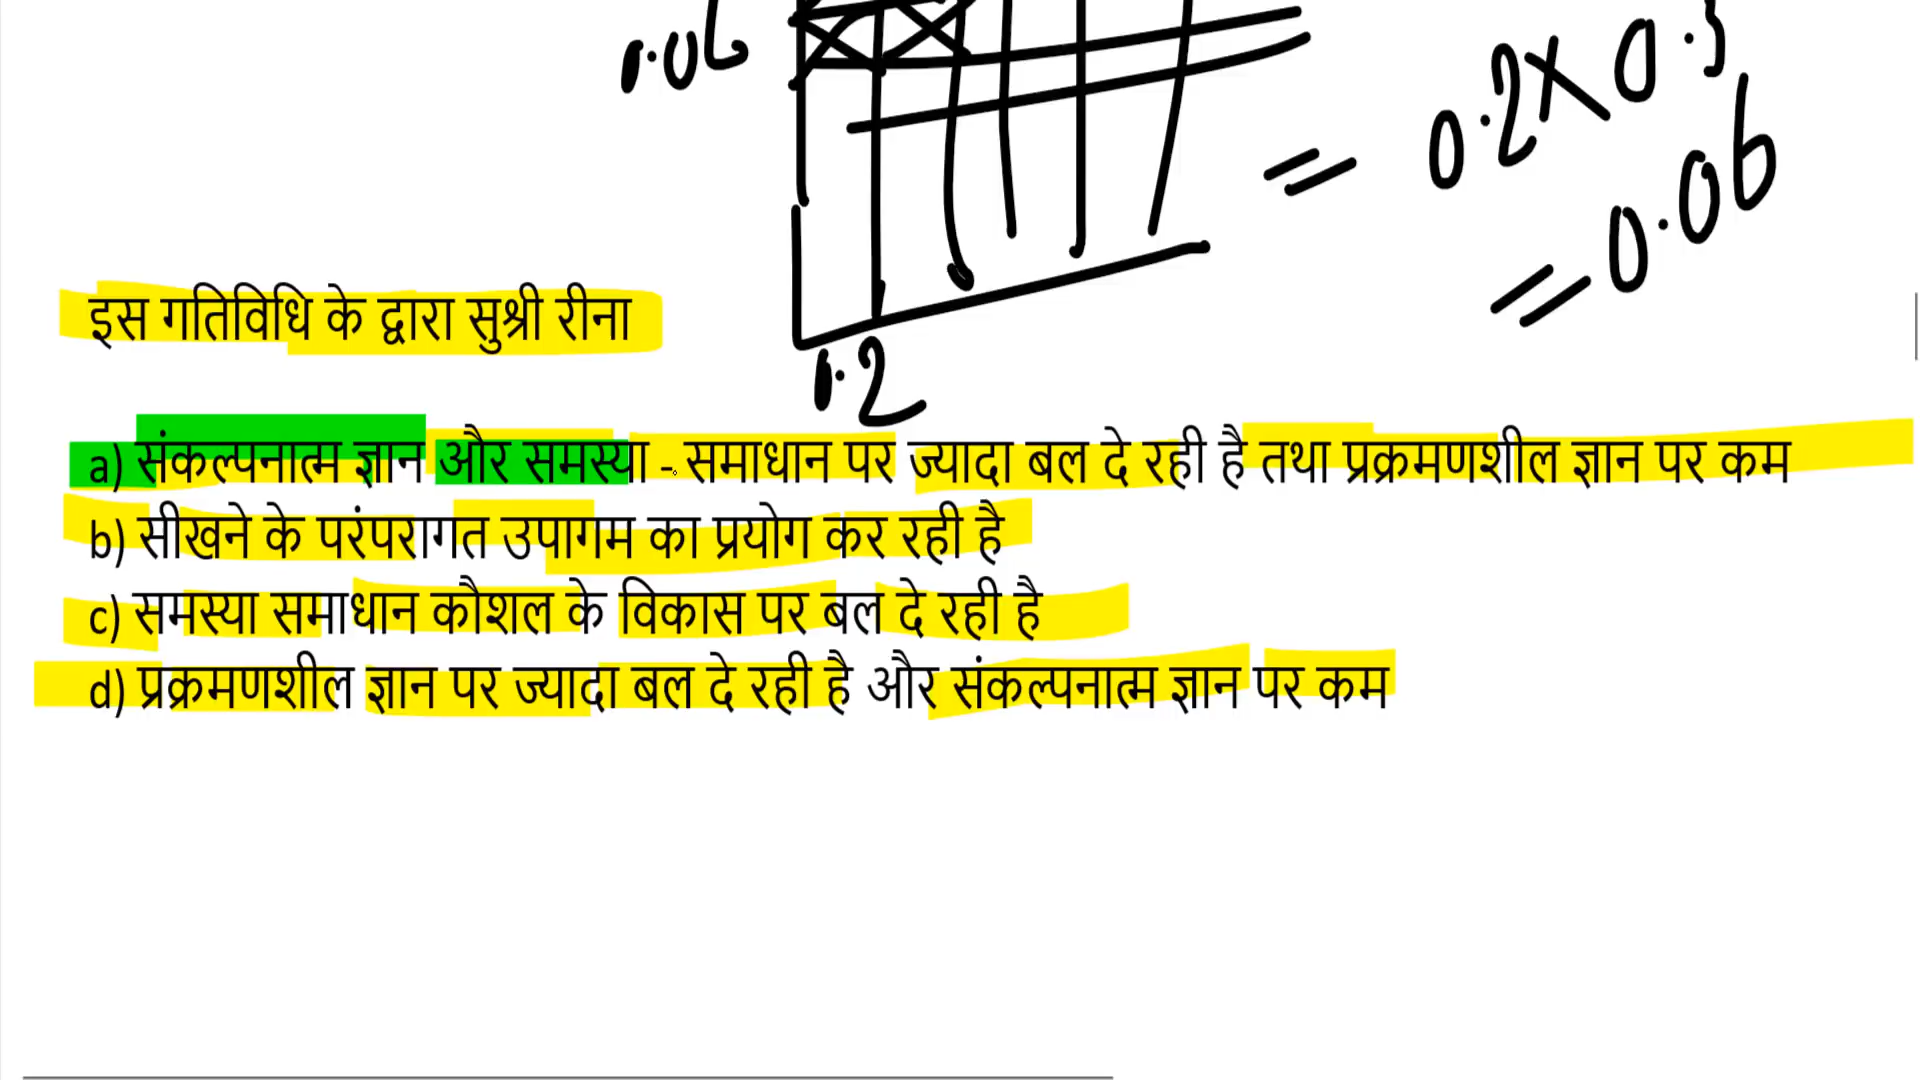 0.06
0.2 X 0.3
= 0.06
इस गतिविधि के द्वारा सुश्री रीना
0.2
a) संकल्पनात्म ज्ञान और समस्या - समाधान पर ज्यादा बल दे रही है तथा प्रक्रमणशील ज्ञान पर कम
b) सीखने के परंपरागत उपागम का प्रयोग कर रही है
c) समस्या समाधान कौशल के विकास पर बल दे रही है
d) प्रक्रमणशील ज्ञान पर ज्यादा बल दे रही है और संकल्पनात्म ज्ञान पर कम